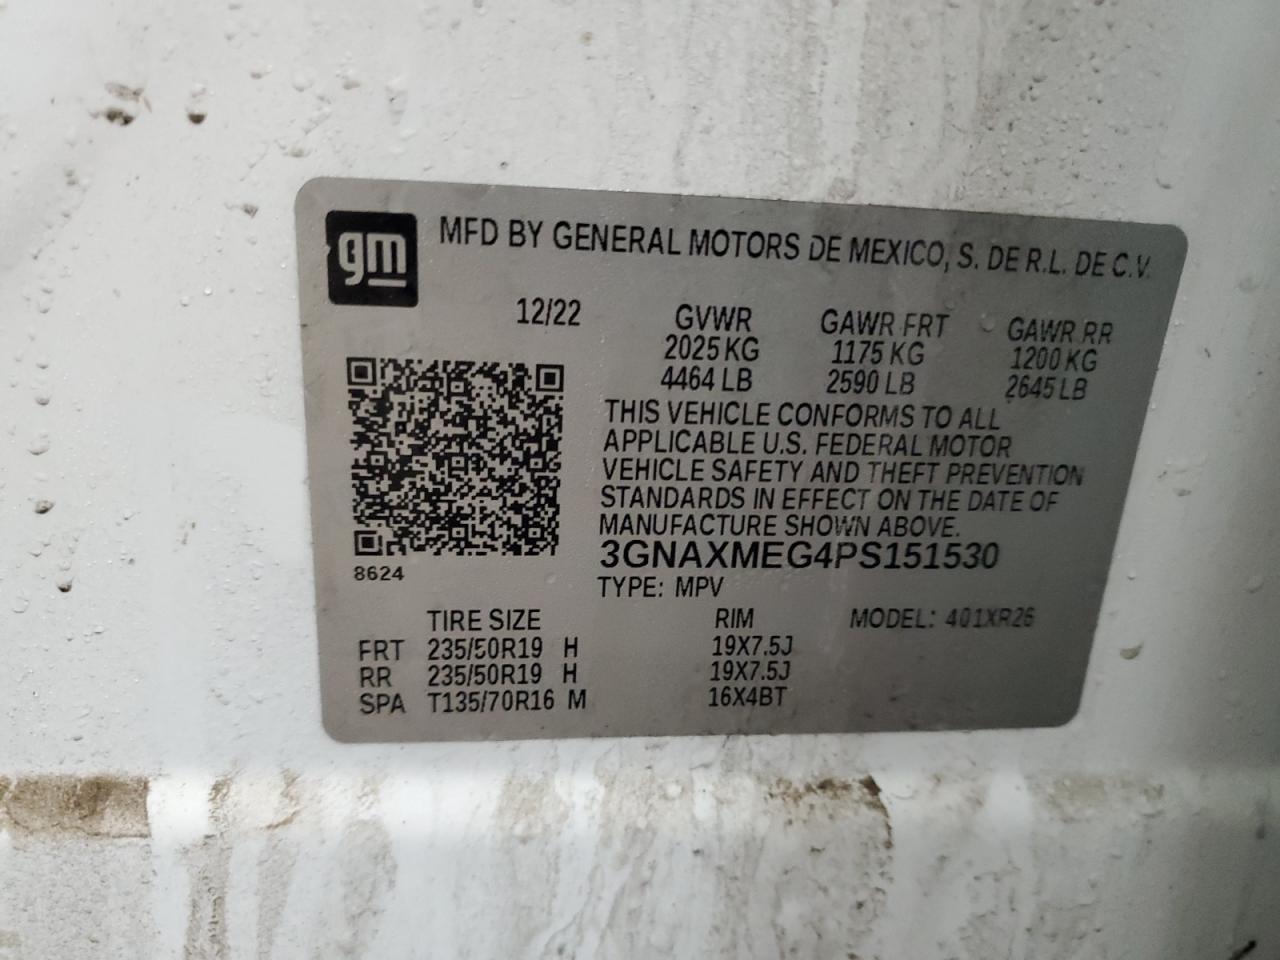 gm
MFD BY GENERAL MOTORS DE MEXICO, S. DE R.L. DE C.V.
12/22 GVWR GAWR FRT GAWR RR
2025 KG 1175 KG 1200 KG
4464 LB 2590 LB 2645 LB
THIS VEHICLE CONFORMS TO ALL
APPLICABLE U.S. FEDERAL MOTOR
VEHICLE SAFETY AND THEFT PREVENTION
STANDARDS IN EFFECT ON THE DATE OF
MANUFACTURE SHOWN ABOVE.
3GNAXMEG4PS151530
8624
TYPE: MPV
TIRE SIZE RIM MODEL: 401XR26
FRT 235/50R19 H 19X7.5J
RR 235/50R19 H 19X7.5J
SPA T135/70R16 M 16X4BT